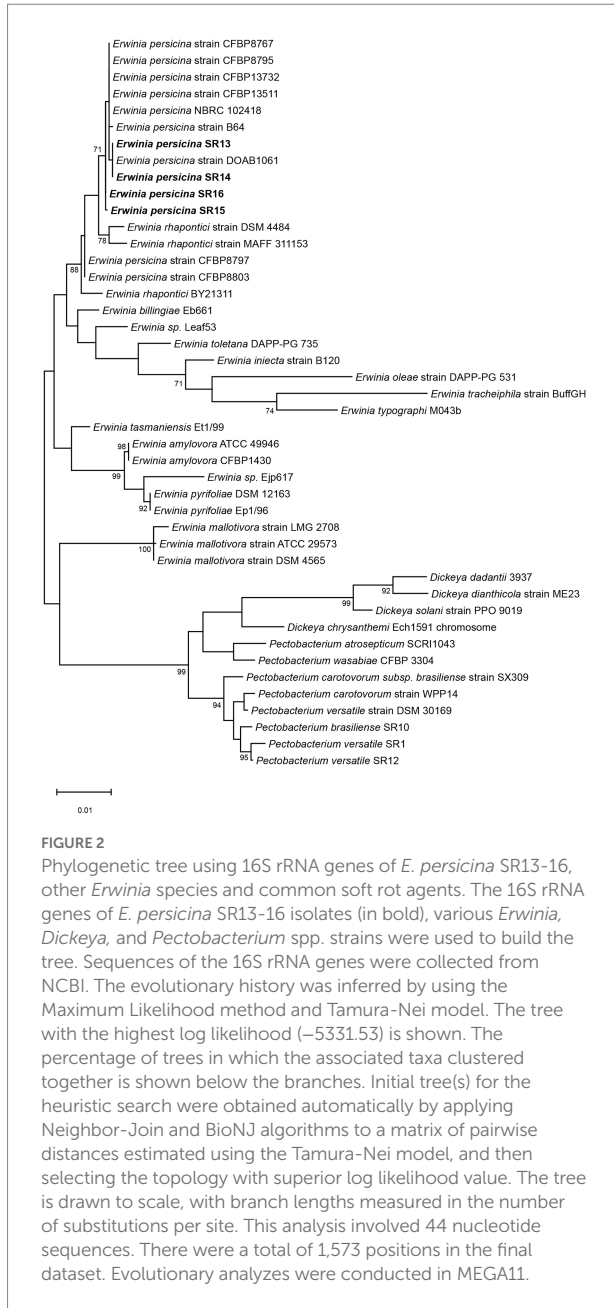 Erwinia persicina strain CFBP8767
Erwinia persicina strain CFBP8795
Erwinia persicina strain CFBP13732
Erwinia persicina strain CFBP13511
Erwinia persicina NBRC 102418
Erwinia persicina strain B64
71
Erwinia persicina SR13
Erwinia persicina strain DOAB1061
Erwinia persicina SR14
Erwinia persicina SR16
Erwinia persicina SR15
Erwinia rhapontici strain DSM 4484
78
Erwinia rhapontici strain MAFF 311153
Erwinia persicina strain CFBP8797
88
Erwinia persicina strain CFBP8803
Erwinia rhapontici BY21311
Erwinia billingiae Eb661
Erwinia sp. Leaf53
Erwinia toletana DAPP-PG 735
Erwinia iniecta strain B120
71
Erwinia oleae strain DAPP-PG 531
Erwinia tracheiphila strain BuffGH
74
Erwinia typographi M043b
Erwinia tasmaniensis Et1/99
98
Erwinia amylovora ATCC 49946
Erwinia amylovora CFBP1430
99
Erwinia sp. Ejp617
Erwinia pyrifoliae DSM 12163
92
Erwinia pyrifoliae Ep1/96
Erwinia mallotivora strain LMG 2708
100
Erwinia mallotivora strain ATCC 29573
Erwinia mallotivora strain DSM 4565
Dickeya dadantii 3937
92
Dickeya dianthicola strain ME23
99
Dickeya solani strain PPO 9019
Dickeya chrysanthemi Ech1591 chromosome
Pectobacterium atrosepticum SCRI1043
Pectobacterium wasabiae CFBP 3304
99
Pectobacterium carotovorum subsp. brasiliense strain SX309
Pectobacterium carotovorum strain WPP14
94
Pectobacterium versatile strain DSM 30169
Pectobacterium brasiliense SR10
Pectobacterium versatile SR1
95
Pectobacterium versatile SR12
0.01
FIGURE 2
Phylogenetic tree using 16S rRNA genes of E. persicina SR13-16,
other Erwinia species and common soft rot agents. The 16S rRNA
genes of E. persicina SR13-16 isolates (in bold), various Erwinia,
Dickeya, and Pectobacterium spp. strains were used to build the
tree. Sequences of the 16S rRNA genes were collected from
NCBI. The evolutionary history was inferred by using the
Maximum Likelihood method and Tamura-Nei model. The tree
with the highest log likelihood (−5331.53) is shown. The
percentage of trees in which the associated taxa clustered
together is shown below the branches. Initial tree(s) for the
heuristic search were obtained automatically by applying
Neighbor-Join and BioNJ algorithms to a matrix of pairwise
distances estimated using the Tamura-Nei model, and then
selecting the topology with superior log likelihood value. The tree
is drawn to scale, with branch lengths measured in the number
of substitutions per site. This analysis involved 44 nucleotide
sequences. There were a total of 1,573 positions in the final
dataset. Evolutionary analyzes were conducted in MEGA11.